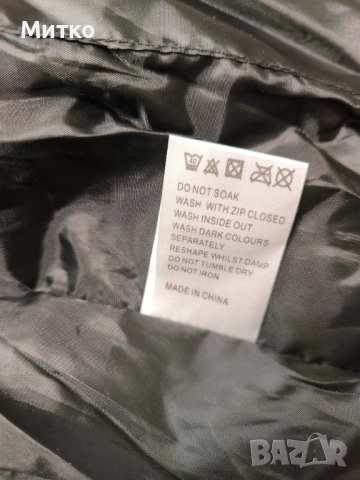 Митко
40
DO NOT SOAK
WASH WITH ZIP CLOSED
WASH INSIDE OUT
WASH DARK COLOURS
SEPARATELY
RESHAPE WHILST DAMP
DO NOT TUMBLE DRY
DO NOT IRON
MADE IN CHINA
BAZAR